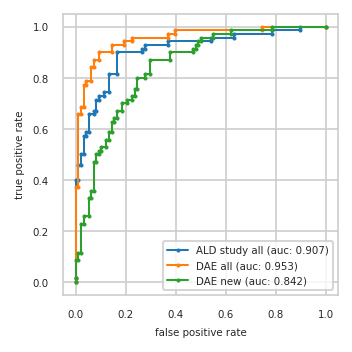 1.0
0.8
0.6
0.4
0.2
0.0
true positive rate
ALD study all (auc: 0.907)
DAE all (auc: 0.953)
DAE new (auc: 0.842)
0.0 0.2 0.4 0.6 0.8 1.0
false positive rate